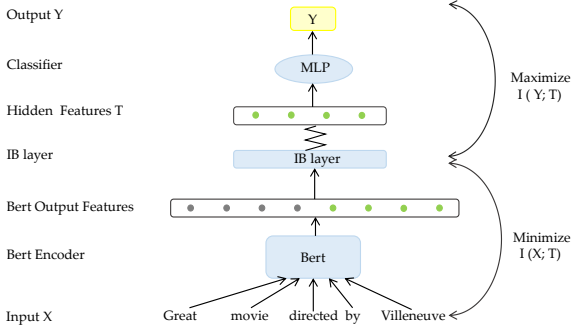 Output Y
Y
Classifier
MLP
Maximize
I ( Y; T)
Hidden Features T
IB layer
IB layer
Bert Output Features
Minimize
I (X; T)
Bert Encoder
Bert
Input X
Great movie directed by Villeneuve